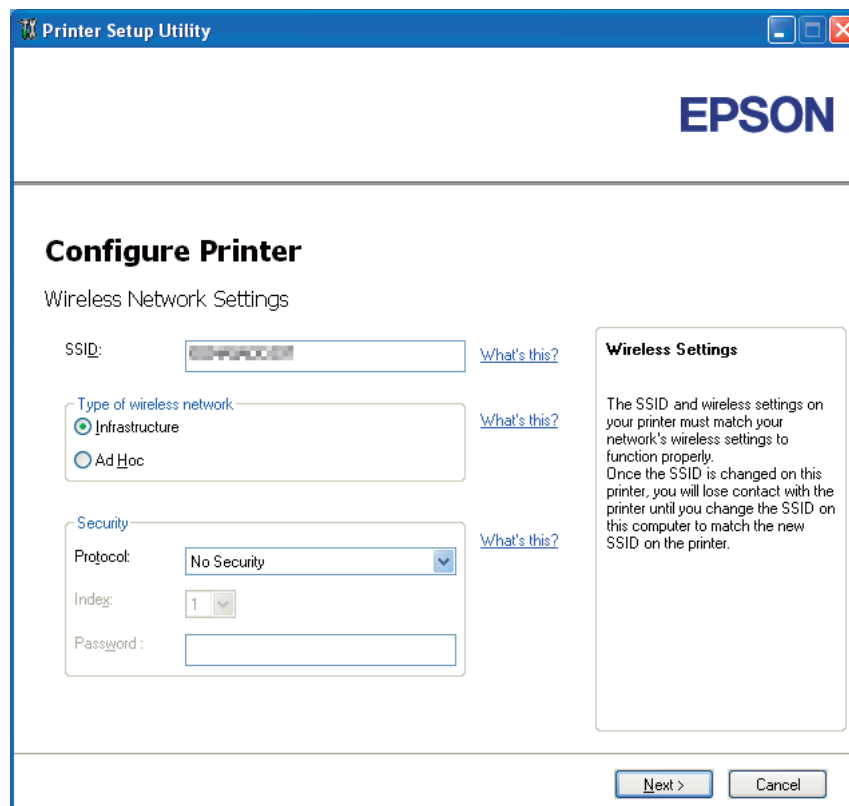 Printer Setup Utility
EPSON
Configure Printer
Wireless Network Settings
SSID:
What's this?
Type of wireless network
Infrastructure
Ad Hoc
What's this?
Security
Protocol:
No Security
What's this?
Index:
1
Password :
Wireless Settings
The SSID and wireless settings on
your printer must match your
network's wireless settings to
function properly.
Once the SSID is changed on this
printer, you will lose contact with the
printer until you change the SSID on
this computer to match the new
SSID on the printer.
Next >
Cancel